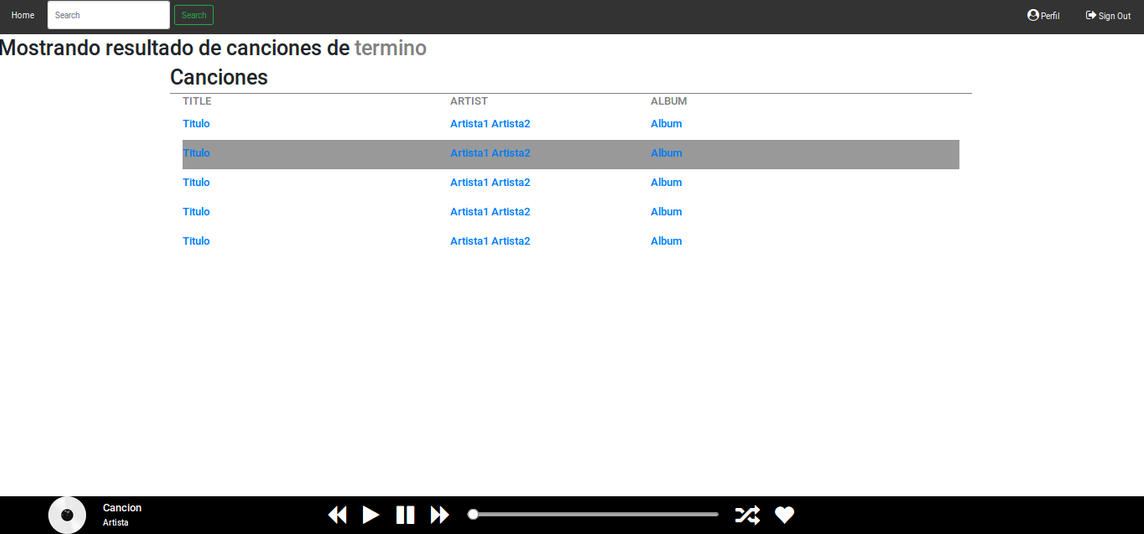 Home Search Search Perfil Sign Out
Mostrando resultado de canciones de termino
Canciones
TITLE ARTIST ALBUM
Titulo Artista1 Artista2 Album
Titulo Artista1 Artista2 Album
Titulo Artista1 Artista2 Album
Titulo Artista1 Artista2 Album
Titulo Artista1 Artista2 Album
Cancion
Artista